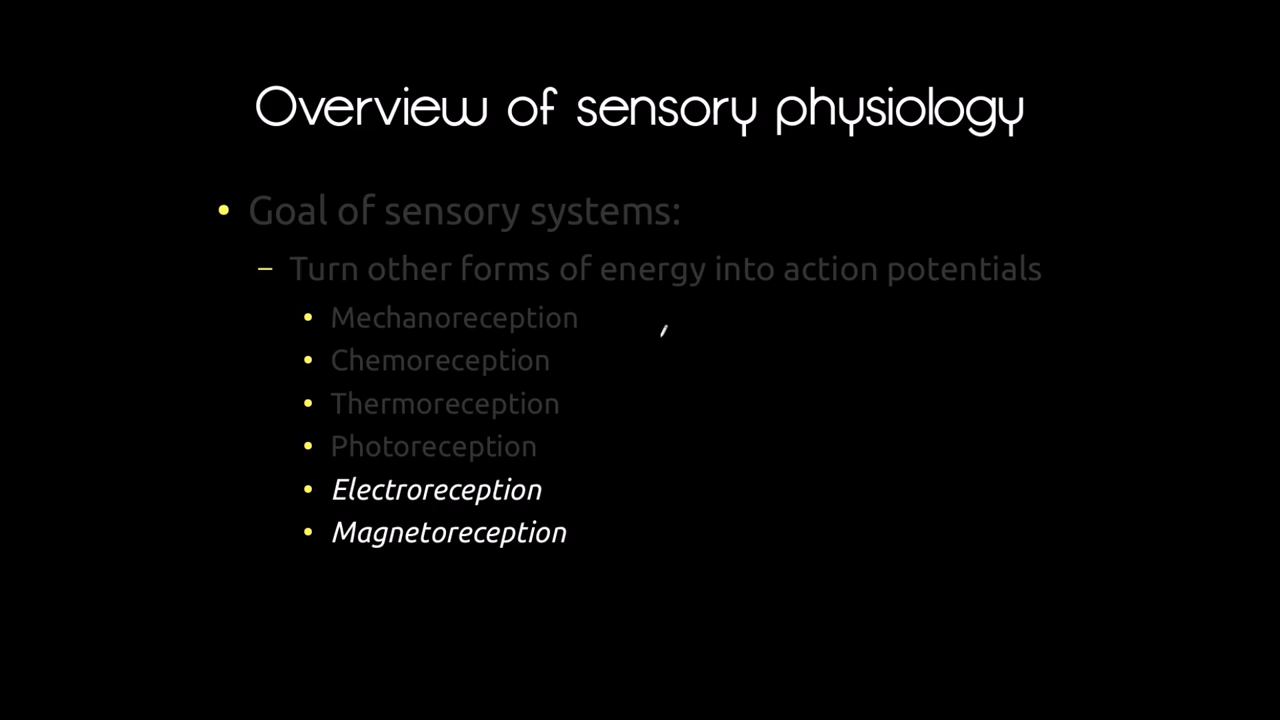 Overview of sensory physiology
• Goal of sensory systems:
– Turn other forms of energy into action potentials
• Mechanoreception
• Chemoreception
• Thermoreception
• Photoreception
• Electroreception
• Magnetoreception